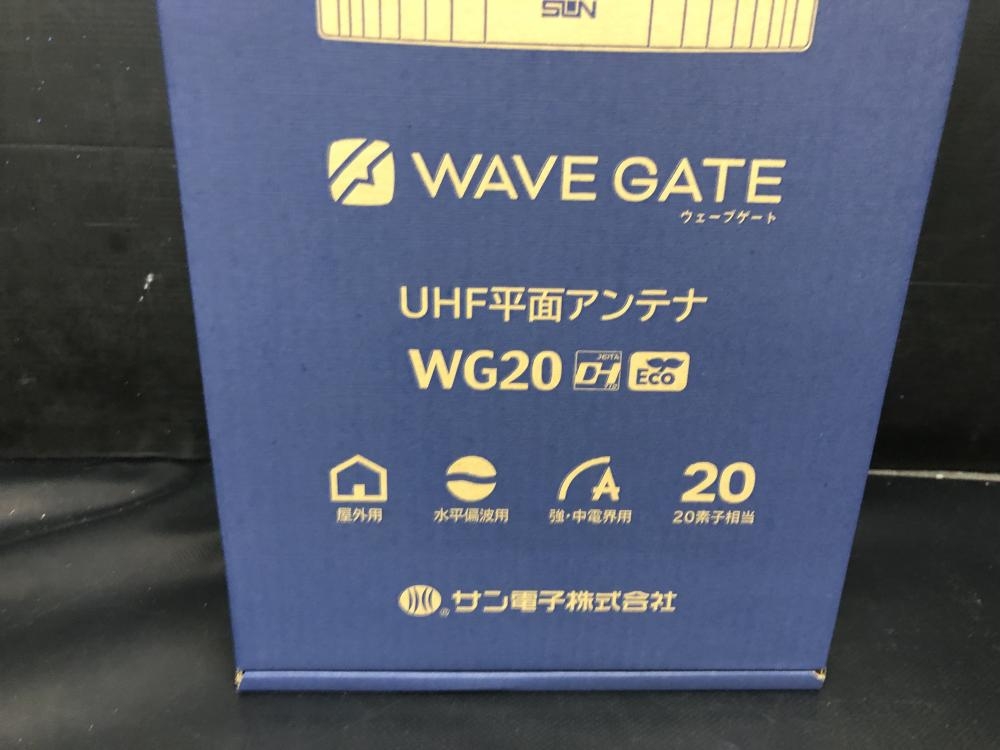 SUN
WAVE GATE
ウェーブゲート
UHF平面アンテナ
WG20 JEITA DH Eco
屋外用 水平偏波用 強・中電界用 20素子相当
A 20
サン電子株式会社